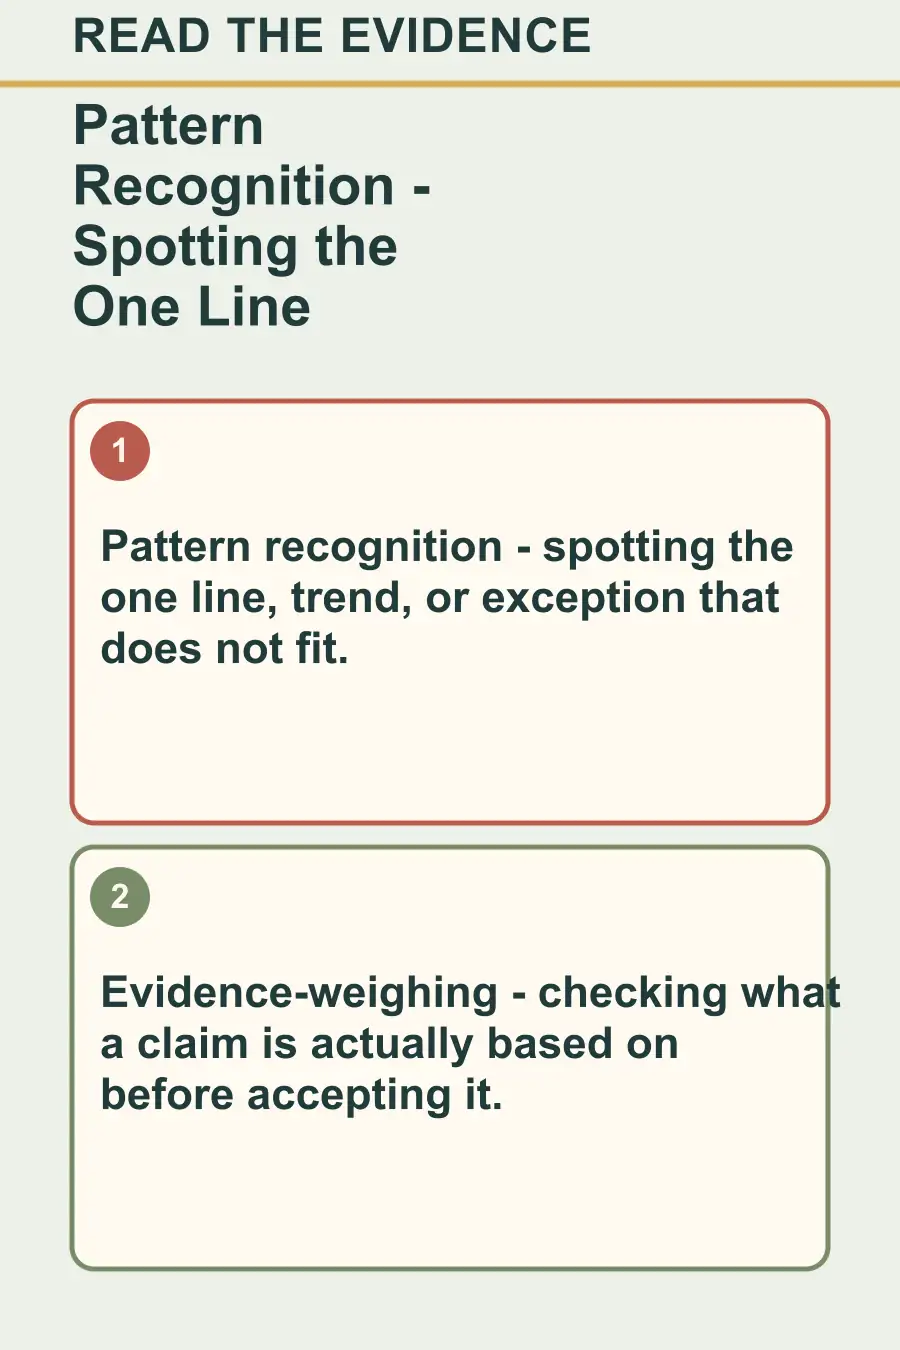 READ THE EVIDENCE
Pattern
Recognition -
Spotting the
One Line
1
Pattern recognition - spotting the
one line, trend, or exception that
does not fit.
2
Evidence-weighing - checking what
a claim is actually based on
before accepting it.